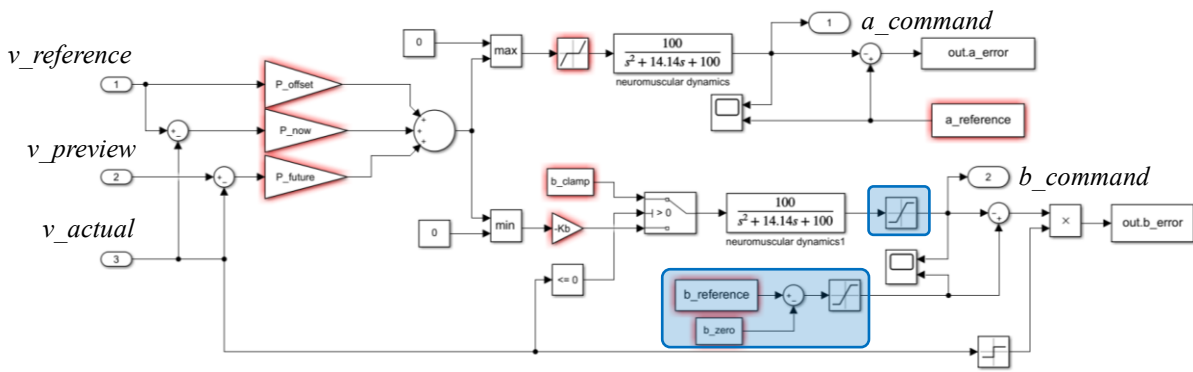 a_command
1
0
max
100
s² + 14.14s + 100
neuromuscular dynamics
+
-
out.a_error
v_reference
1
P_offset
+
-
P_now
+
+
+
a_reference
v_preview
2
+
-
P_future
b_clamp
2
b_command
v_actual
3
0
min
-Kb
> 0
100
s² + 14.14s + 100
neuromuscular dynamics1
+
-
×
out.b_error
<= 0
b_reference
+
-
b_zero